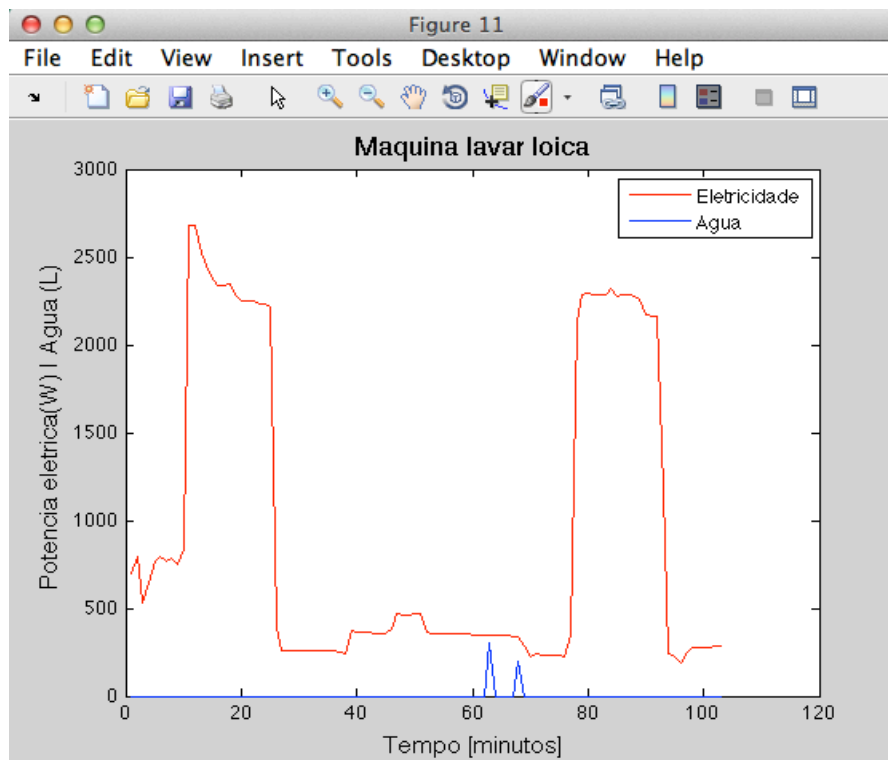 Figure 11
File Edit View Insert Tools Desktop Window Help
Maquina lavar loica
3000
2500
2000
1500
1000
500
0
Potencia eletrica(W) | Agua (L)
Eletricidade
Agua
0 20 40 60 80 100 120
Tempo [minutos]